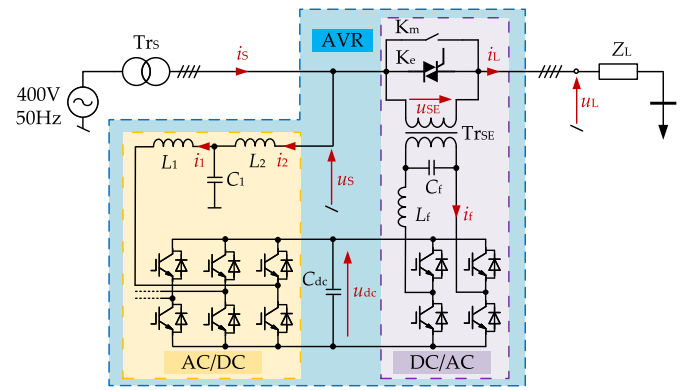 Trs
AVR
Km
Ke
iS
iL
ZL
400V
50Hz
uSE
uL
TrSE
L1
i1
L2
i2
C1
uS
Cf
Lf
if
Cdc
udc
AC/DC
DC/AC